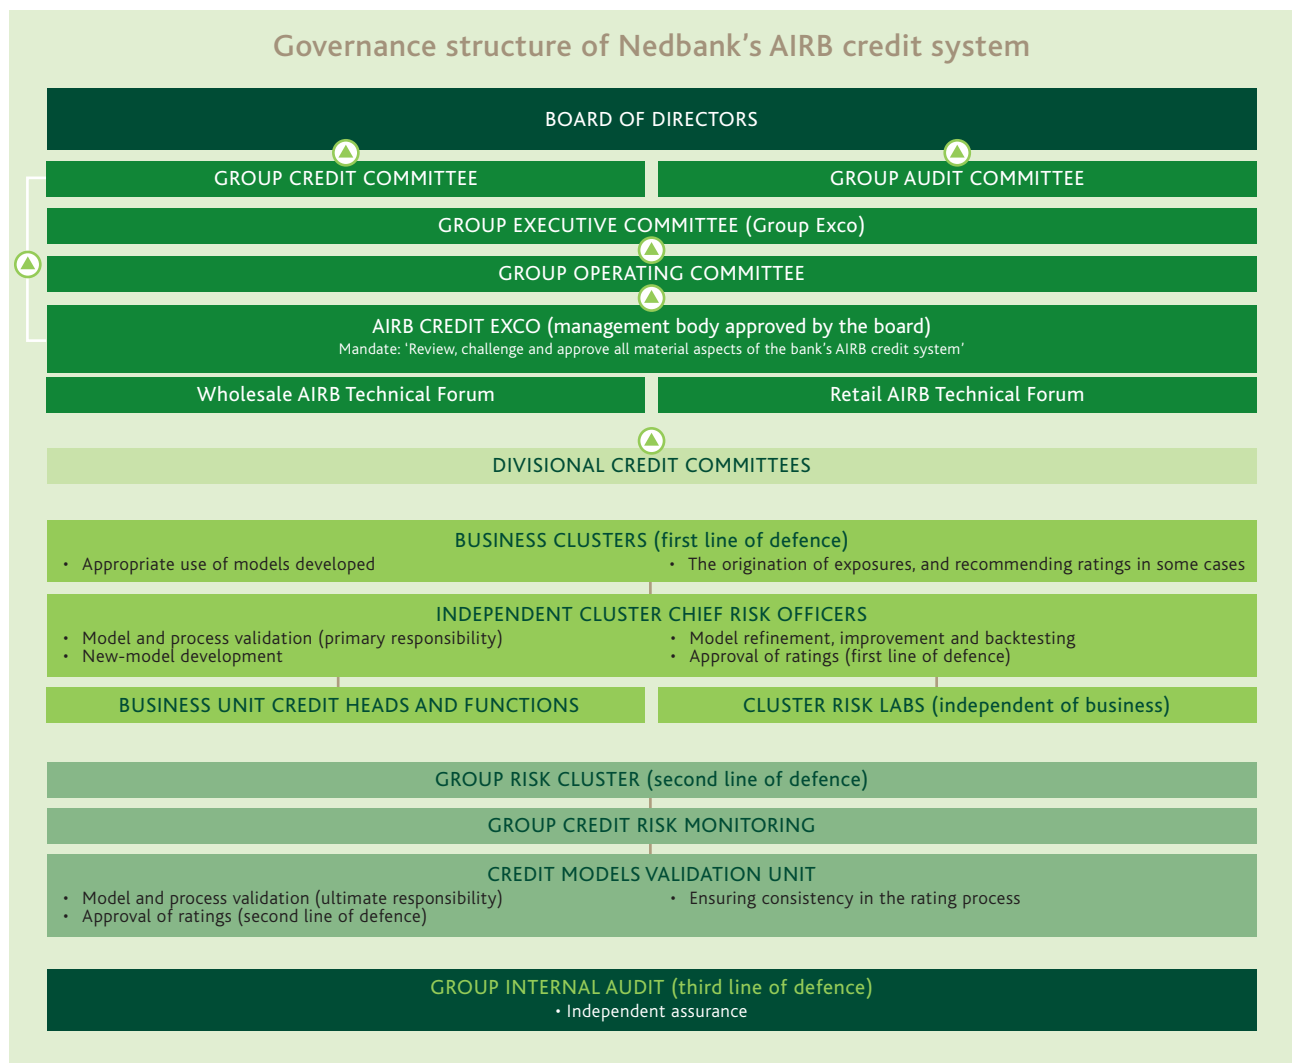 Governance structure of Nedbank’s AIRB credit system
BOARD OF DIRECTORS
GROUP CREDIT COMMITTEE
GROUP AUDIT COMMITTEE
GROUP EXECUTIVE COMMITTEE (Group Exco)
GROUP OPERATING COMMITTEE
AIRB CREDIT EXCO (management body approved by the board)
Mandate: ‘Review, challenge and approve all material aspects of the bank’s AIRB credit system’
Wholesale AIRB Technical Forum
Retail AIRB Technical Forum
DIVISIONAL CREDIT COMMITTEES
BUSINESS CLUSTERS (first line of defence)
• Appropriate use of models developed
• The origination of exposures, and recommending ratings in some cases
INDEPENDENT CLUSTER CHIEF RISK OFFICERS
• Model and process validation (primary responsibility)
• New-model development
• Model refinement, improvement and backtesting
• Approval of ratings (first line of defence)
BUSINESS UNIT CREDIT HEADS AND FUNCTIONS
CLUSTER RISK LABS (independent of business)
GROUP RISK CLUSTER (second line of defence)
GROUP CREDIT RISK MONITORING
CREDIT MODELS VALIDATION UNIT
• Model and process validation (ultimate responsibility)
• Approval of ratings (second line of defence)
• Ensuring consistency in the rating process
GROUP INTERNAL AUDIT (third line of defence)
• Independent assurance